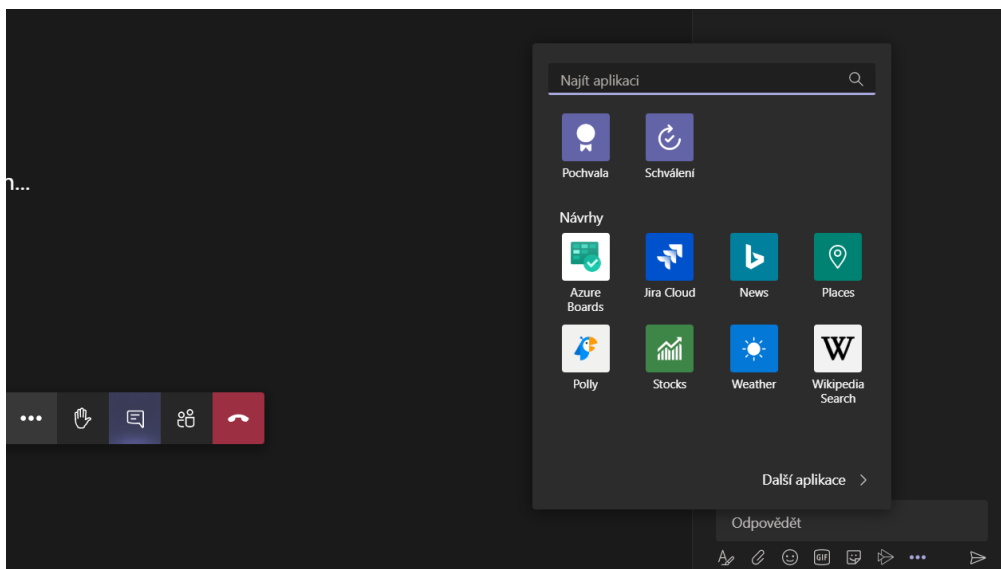 Najít aplikaci
Pochvala
Schválení
n...
Návrhy
Azure
Boards
Jira Cloud
News
Places
Polly
Stocks
Weather
W
Wikipedia
Search
Další aplikace
Odpovědět
GIF